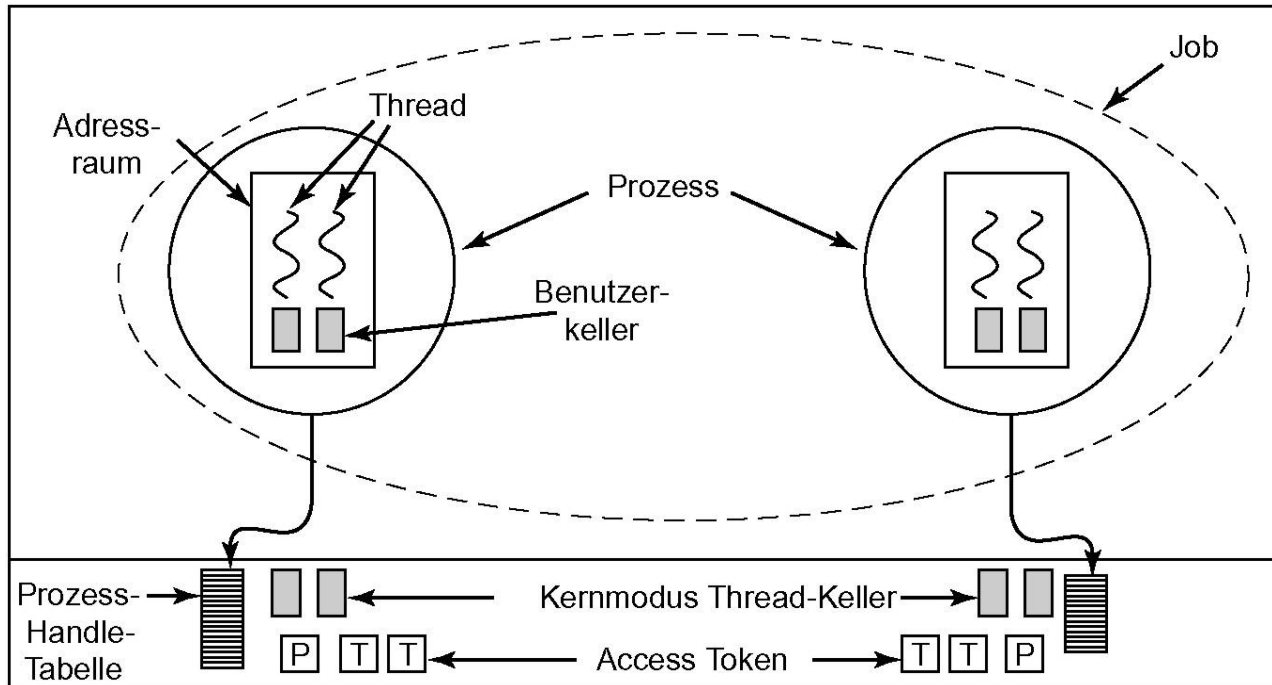 Job
Thread
Adress-
raum
Prozess
Benutzer-
keller
Prozess-
Handle-
Tabelle
Kernmodus Thread-Keller
P T T
Access Token
T T P